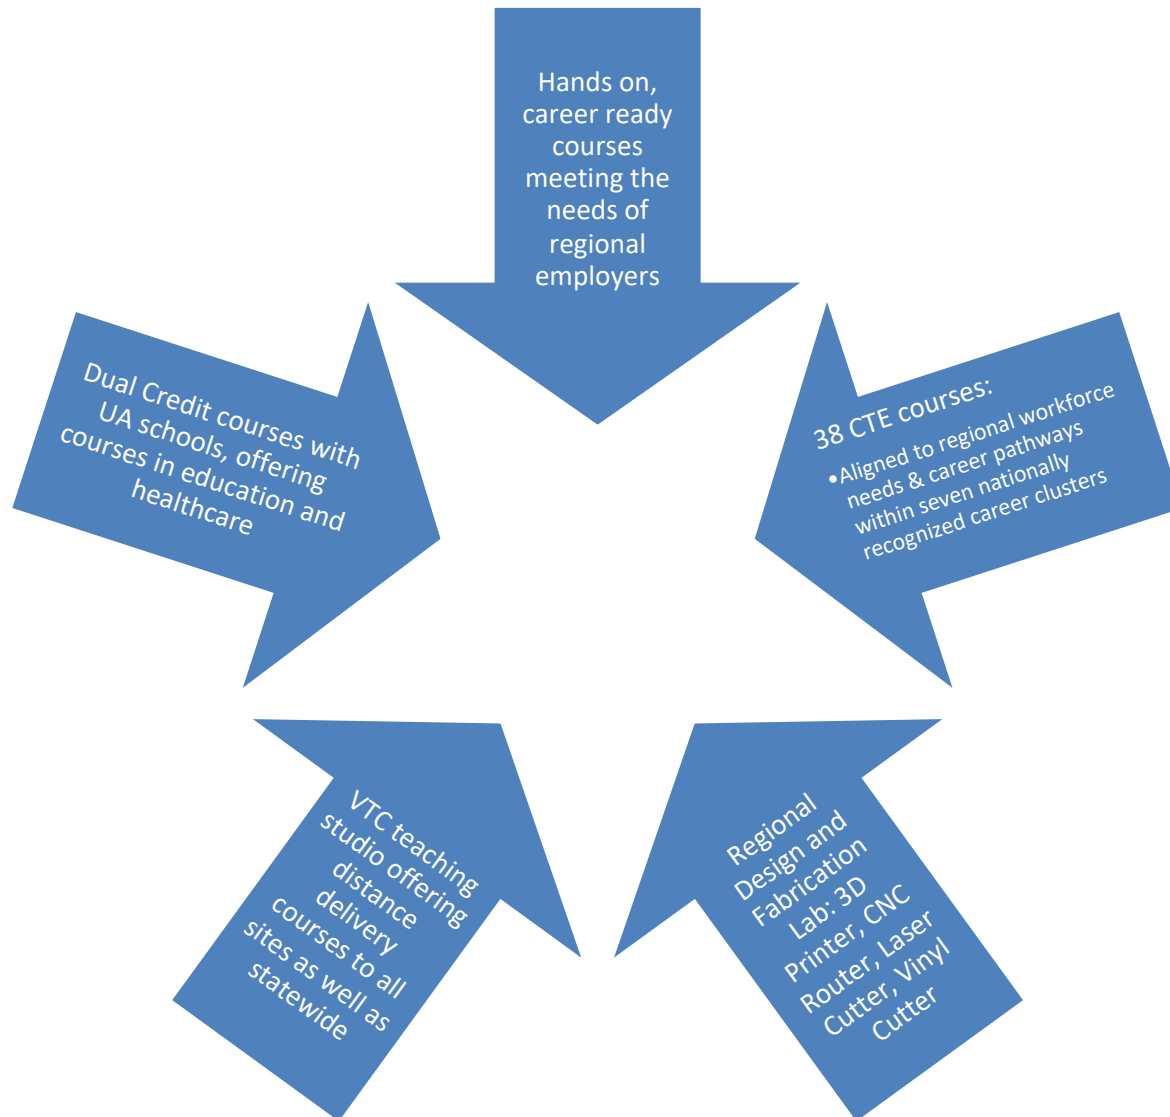 Hands on,
career ready
courses
meeting the
needs of
regional
employers
38 CTE courses:
•Aligned to regional workforce
needs & career pathways
within seven nationally
recognized career clusters
Regional
Design and
Fabrication
Lab: 3D
Printer, CNC
Router, Laser
Cutter, Vinyl
Cutter
VTC teaching
studio offering
distance
delivery
courses to all
sites as well as
statewide
Dual Credit courses with
UA schools, offering
courses in education and
healthcare